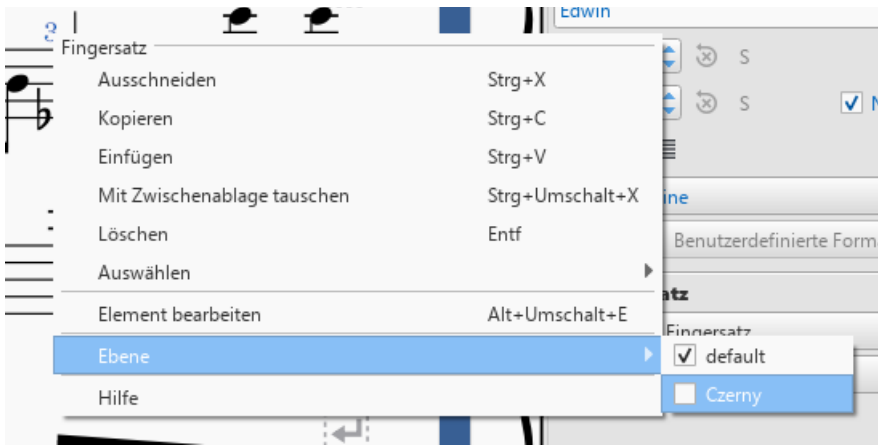 Edwin
3
Fingersatz
S
Ausschneiden Strg+X
Kopieren Strg+C
S
Einfügen Strg+V
Mit Zwischenablage tauschen Strg+Umschalt+X
Löschen Entf
Benutzerdefinierte Form
Auswählen
Element bearbeiten Alt+Umschalt+E
Fingersatz
Ebene
default
Czerny
Hilfe